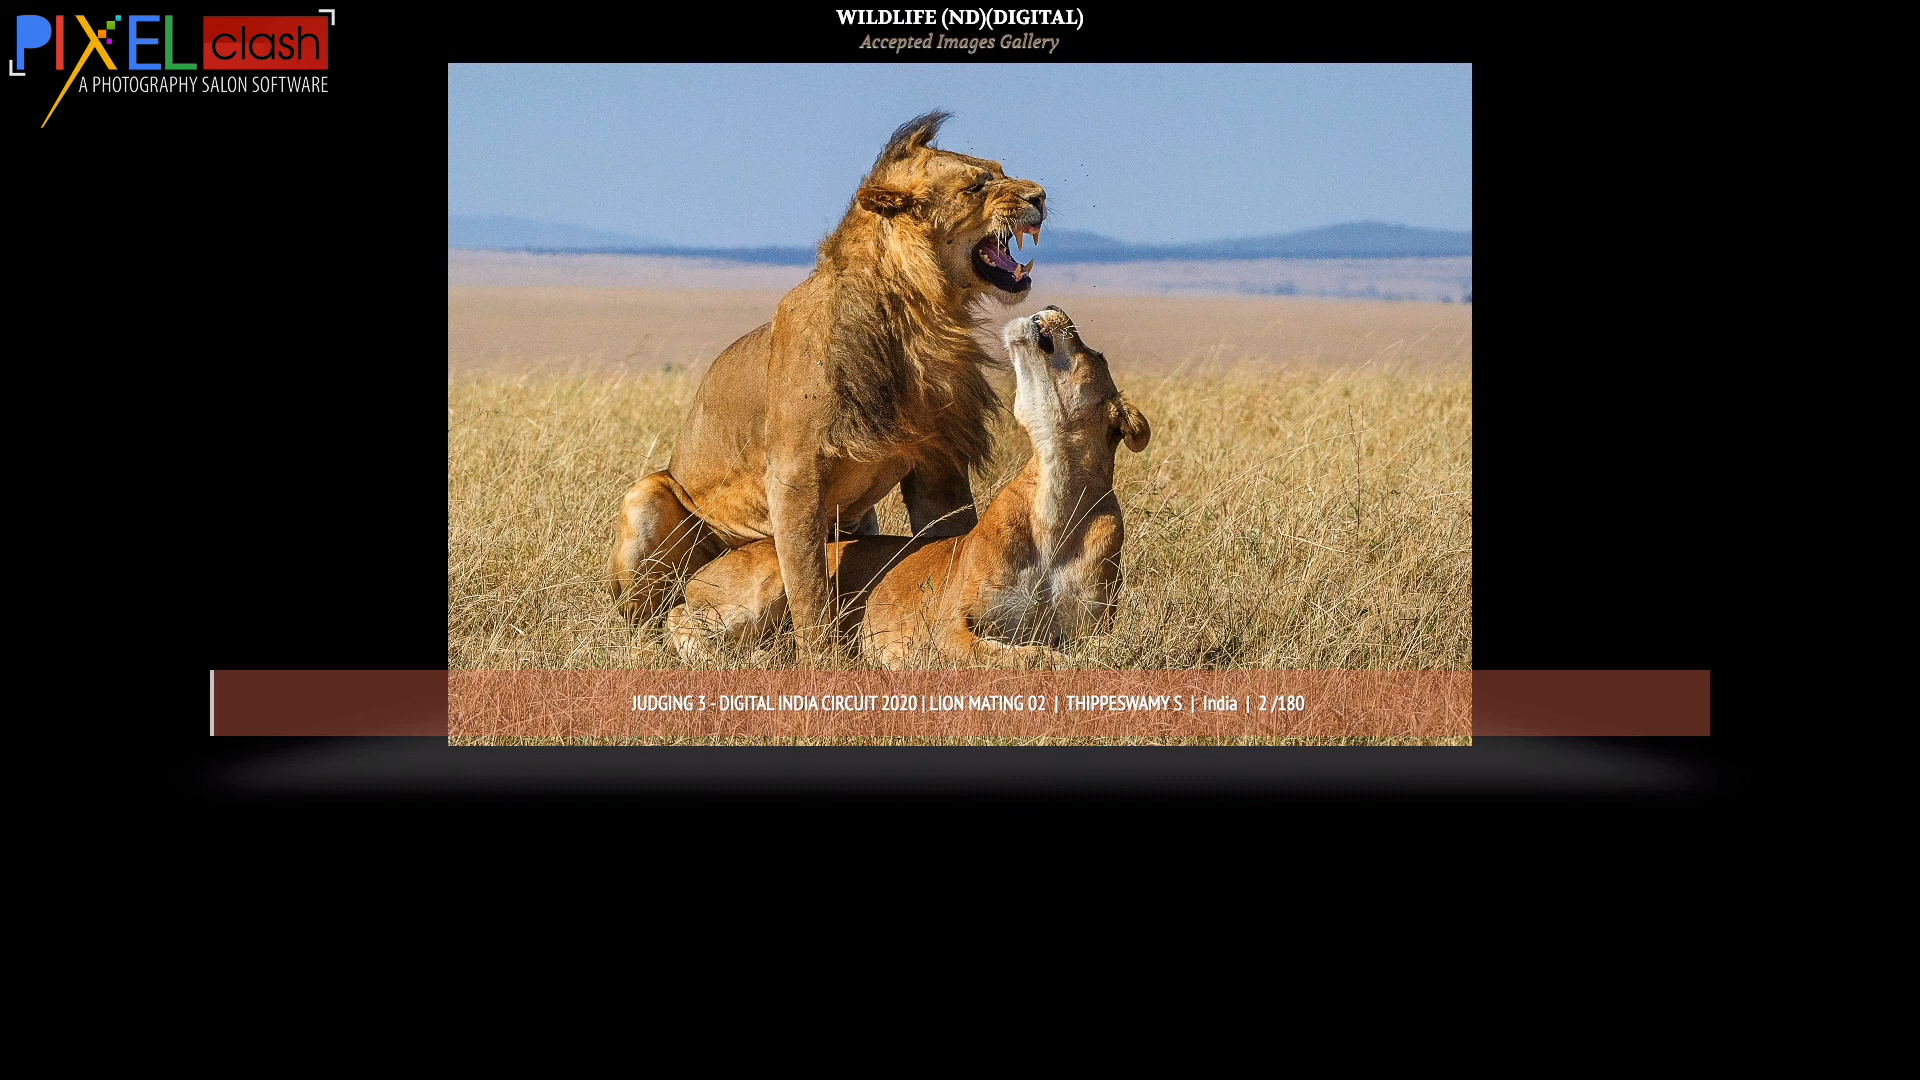 PIXEL clash
A PHOTOGRAPHY SALON SOFTWARE
WILDLIFE (ND)(DIGITAL)
Accepted Images Gallery
JUDGING 3 - DIGITAL INDIA CIRCUIT 2020 | LION MATING 02 | THIPPESWAMY S | India | 2 /180